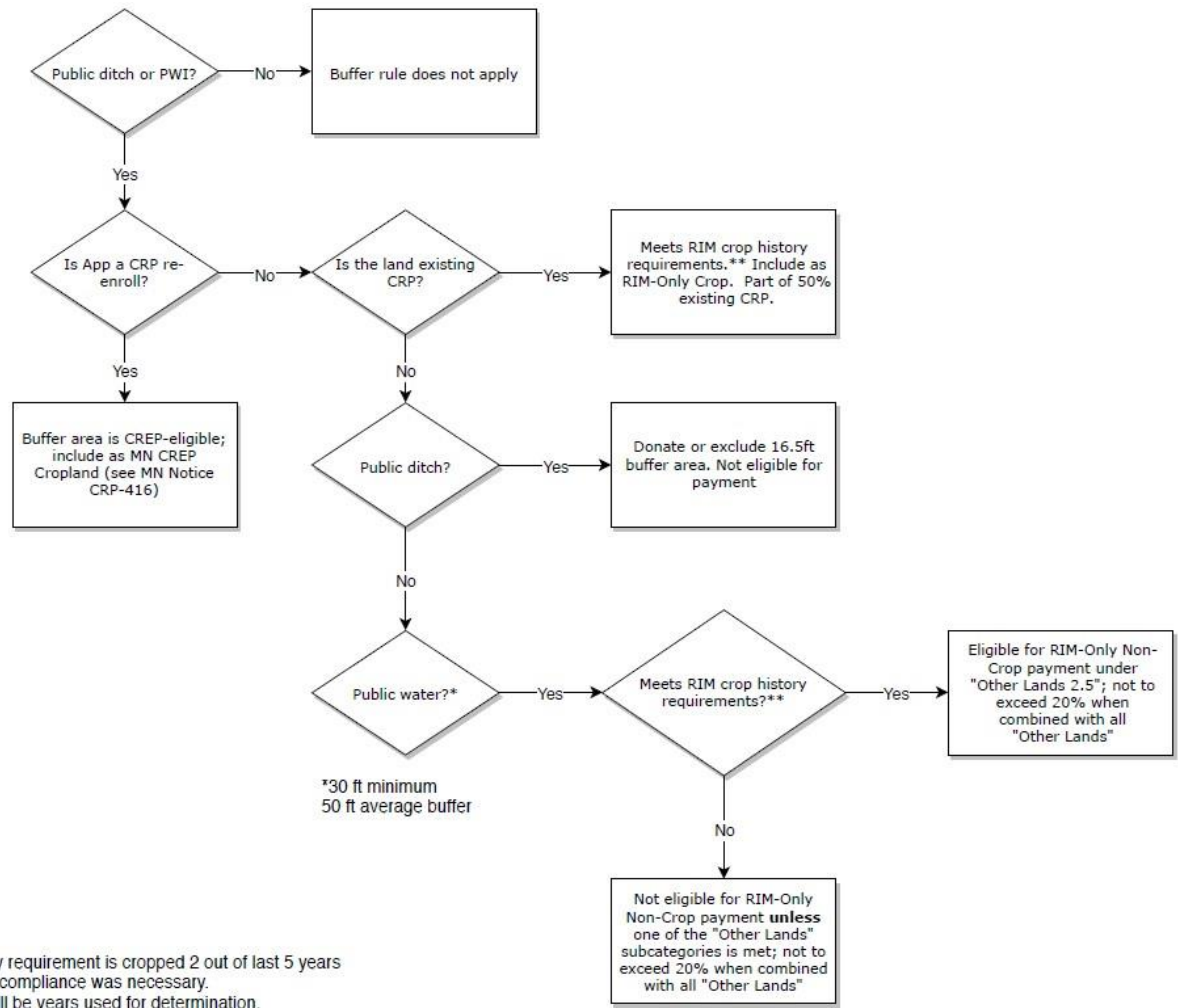 Public ditch or PWI?
No
Buffer rule does not apply
Yes
Is App a CRP re-
enroll?
No
Is the land existing
CRP?
Yes
Meets RIM crop history
requirements.** Include as
RIM-Only Crop. Part of 50%
existing CRP.
Yes
No
Buffer area is CREP-eligible;
include as MN CREP
Cropland (see MN Notice
CRP-416)
Public ditch?
Yes
Donate or exclude 16.5ft
buffer area. Not eligible for
payment
No
Public water?*
Yes
Meets RIM crop history
requirements?**
Yes
Eligible for RIM-Only Non-
Crop payment under
"Other Lands 2.5"; not to
exceed 20% when
combined with all
"Other Lands"
*30 ft minimum
50 ft average buffer
No
Not eligible for RIM-Only
Non-Crop payment unless
one of the "Other Lands"
subcategories is met; not to
exceed 20% when combined
with all "Other Lands"
requirement is cropped 2 out of last 5 years
compliance was necessary.
be years used for determination.